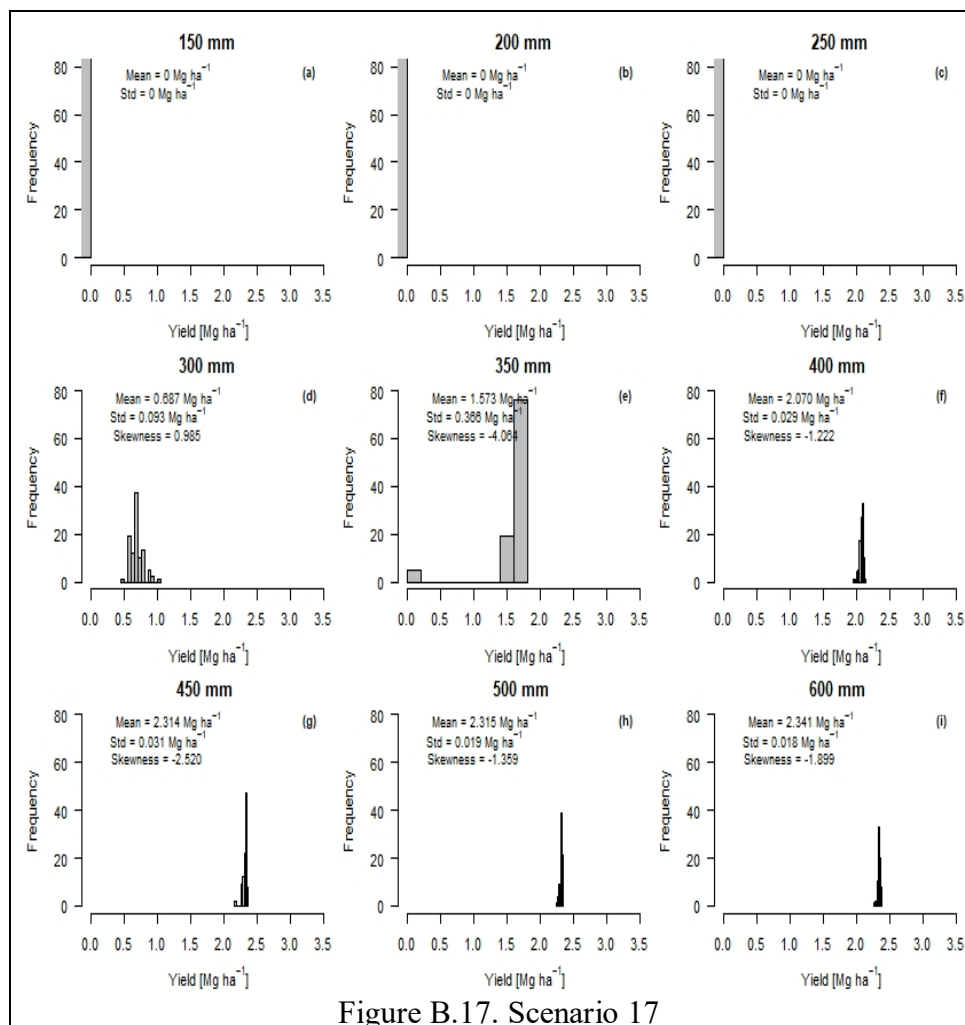 150 mm
200 mm
250 mm
Mean = 0 Mg ha⁻¹
Std = 0 Mg ha⁻¹
(a)
Mean = 0 Mg ha⁻¹
Std = 0 Mg ha⁻¹
(b)
Mean = 0 Mg ha⁻¹
Std = 0 Mg ha⁻¹
(c)
Frequency
0 20 40 60 80
Frequency
0 20 40 60 80
Frequency
0 20 40 60 80
0.0 0.5 1.0 1.5 2.0 2.5 3.0 3.5
0.0 0.5 1.0 1.5 2.0 2.5 3.0 3.5
0.0 0.5 1.0 1.5 2.0 2.5 3.0 3.5
Yield [Mg ha⁻¹]
Yield [Mg ha⁻¹]
Yield [Mg ha⁻¹]
300 mm
350 mm
400 mm
Mean = 0.687 Mg ha⁻¹
Std = 0.093 Mg ha⁻¹
Skewness = 0.985
(d)
Mean = 1.573 Mg ha⁻¹
Std = 0.366 Mg ha⁻¹
Skewness = -4.064
(e)
Mean = 2.070 Mg ha⁻¹
Std = 0.029 Mg ha⁻¹
Skewness = -1.222
(f)
Frequency
0 20 40 60 80
Frequency
0 20 40 60 80
Frequency
0 20 40 60 80
0.0 0.5 1.0 1.5 2.0 2.5 3.0 3.5
0.0 0.5 1.0 1.5 2.0 2.5 3.0 3.5
0.0 0.5 1.0 1.5 2.0 2.5 3.0 3.5
Yield [Mg ha⁻¹]
Yield [Mg ha⁻¹]
Yield [Mg ha⁻¹]
450 mm
500 mm
600 mm
Mean = 2.314 Mg ha⁻¹
Std = 0.031 Mg ha⁻¹
Skewness = -2.520
(g)
Mean = 2.315 Mg ha⁻¹
Std = 0.019 Mg ha⁻¹
Skewness = -1.359
(h)
Mean = 2.341 Mg ha⁻¹
Std = 0.018 Mg ha⁻¹
Skewness = -1.899
(i)
Frequency
0 20 40 60 80
Frequency
0 20 40 60 80
Frequency
0 20 40 60 80
0.0 0.5 1.0 1.5 2.0 2.5 3.0 3.5
0.0 0.5 1.0 1.5 2.0 2.5 3.0 3.5
0.0 0.5 1.0 1.5 2.0 2.5 3.0 3.5
Yield [Mg ha⁻¹]
Yield [Mg ha⁻¹]
Yield [Mg ha⁻¹]
Figure B.17. Scenario 17